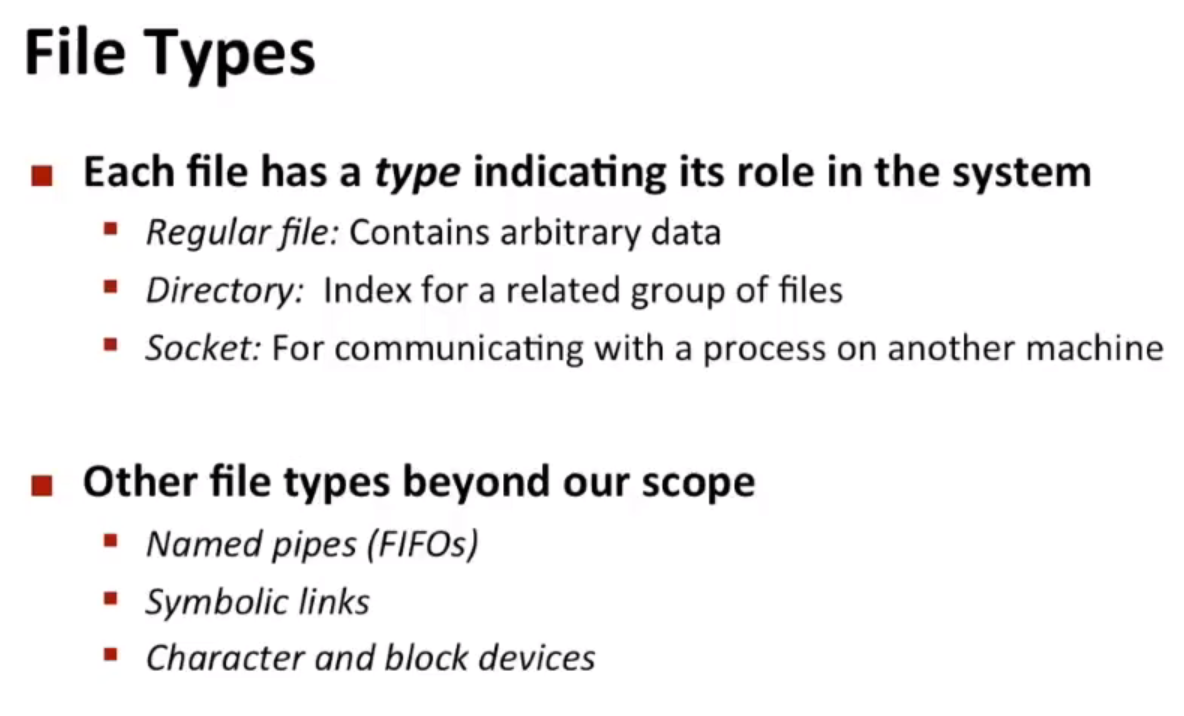 File Types
Each file has a type indicating its role in the system
Regular file: Contains arbitrary data
Directory: Index for a related group of files
Socket: For communicating with a process on another machine
Other file types beyond our scope
Named pipes (FIFOs)
Symbolic links
Character and block devices